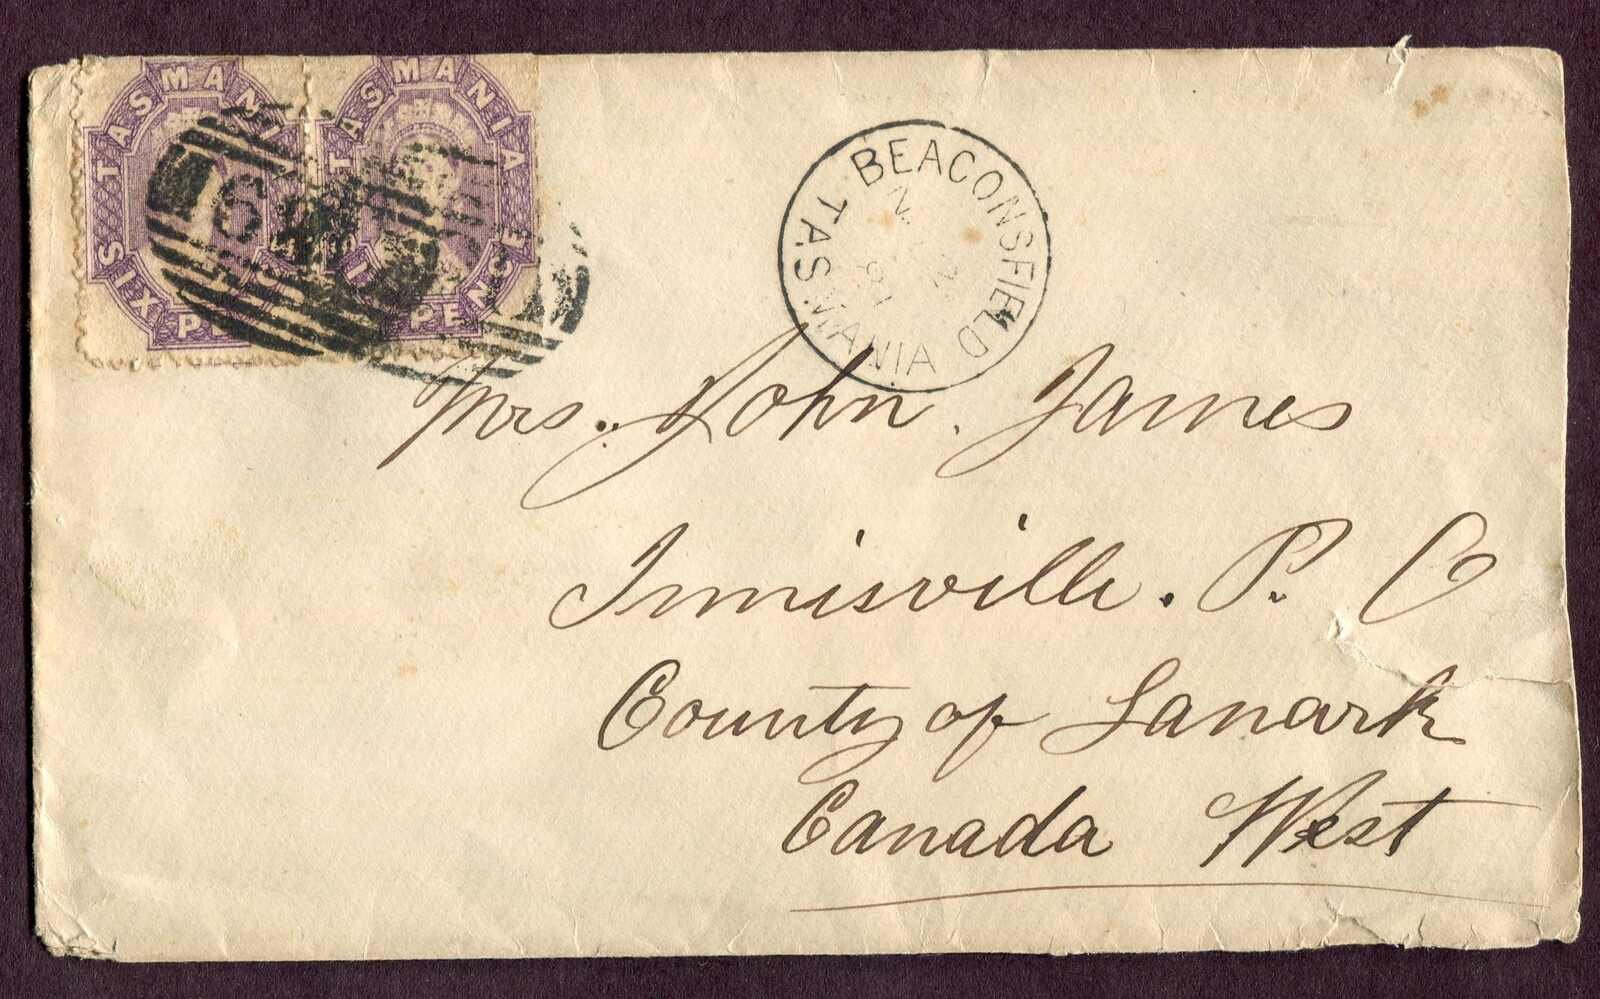 TASMANIA
SIX PENCE
TASMANIA
SIX PENCE
BEACONSFIELD
TASMANIA
Mrs. John James
Innisville. P. O
County of Lanark
Canada West